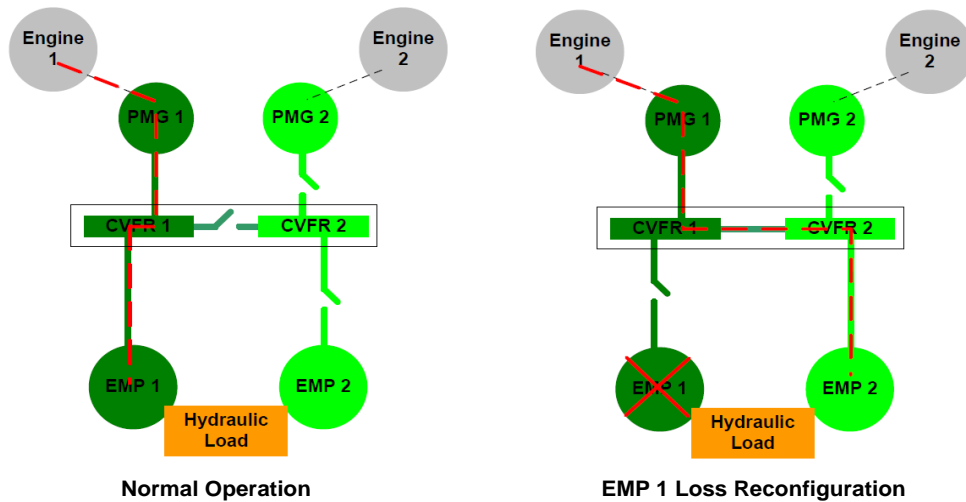 Engine
1
Engine
2
PMG 1
PMG 2
CVFR 1
CVFR 2
EMP 1
EMP 2
Hydraulic
Load
Normal Operation
Engine
1
Engine
2
PMG 1
PMG 2
CVFR 1
CVFR 2
EMP 1
EMP 2
Hydraulic
Load
EMP 1 Loss Reconfiguration